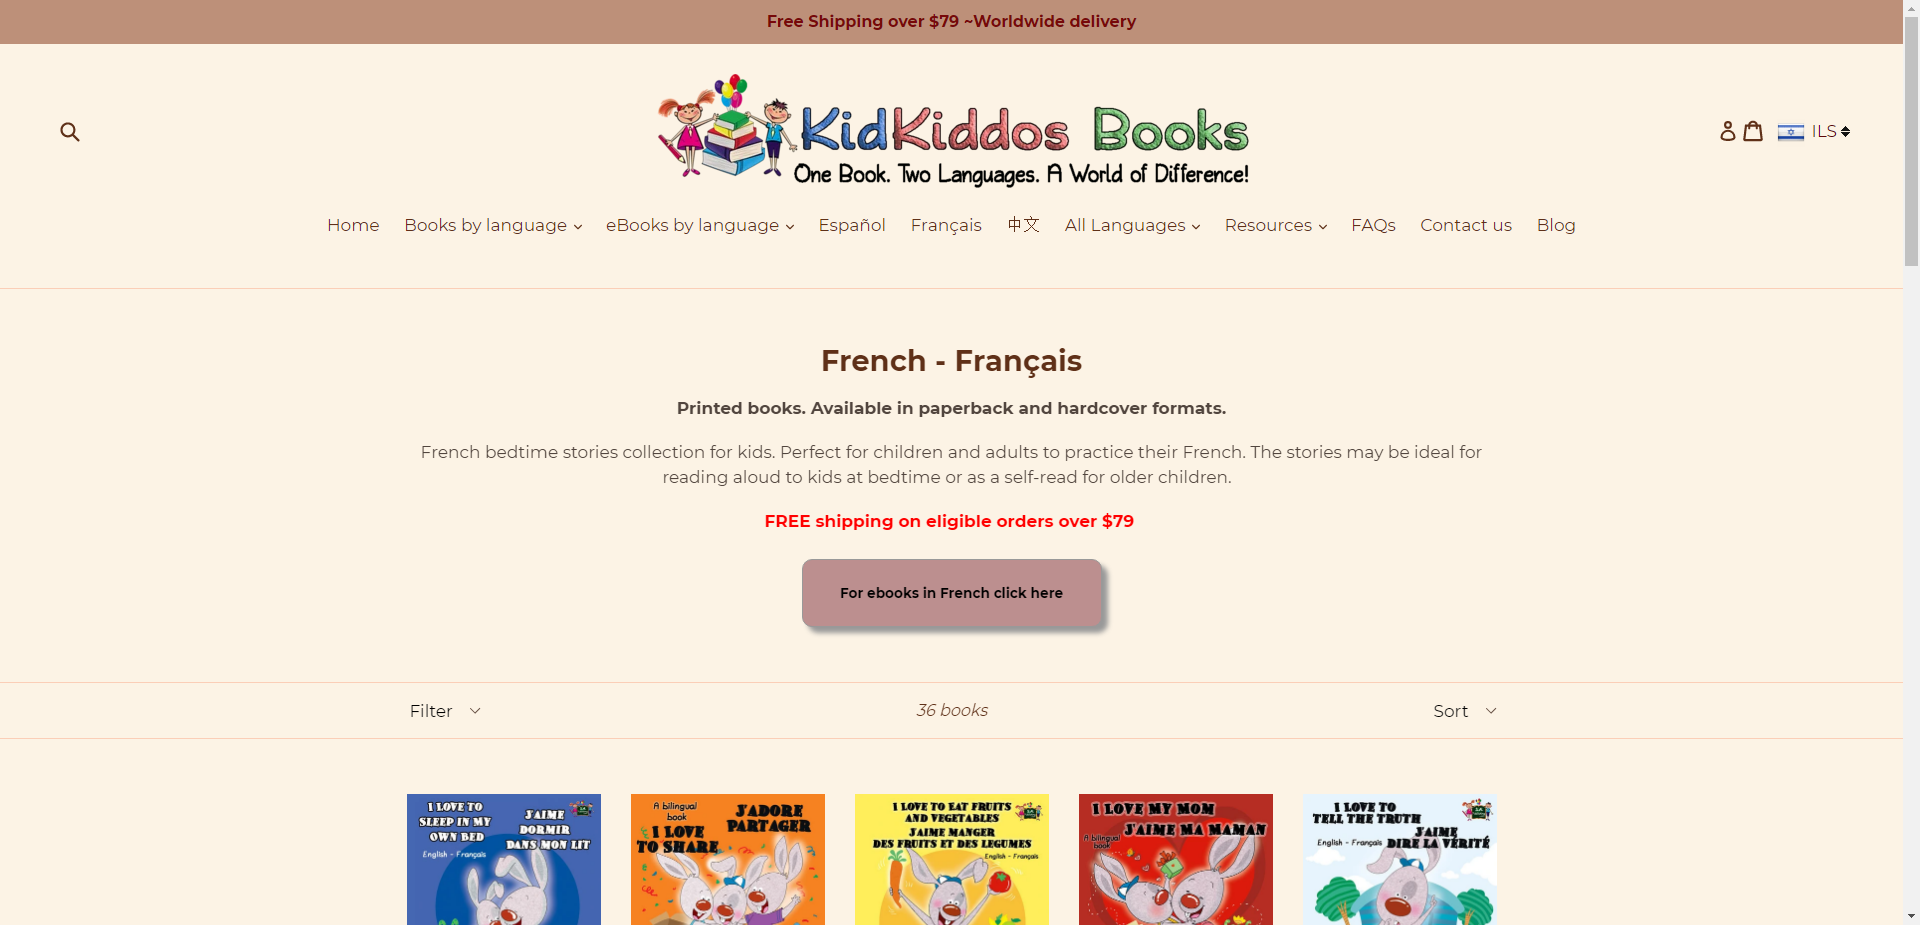 Free Shipping over $79 ~Worldwide delivery
KidKiddos Books
One Book. Two Languages. A World of Difference!
ILS
Home Books by language eBooks by language Español Français 中文 All Languages Resources FAQs Contact us Blog
French - Français
Printed books. Available in paperback and hardcover formats.
French bedtime stories collection for kids. Perfect for children and adults to practice their French. The stories may be ideal for
reading aloud to kids at bedtime or as a self-read for older children.
FREE shipping on eligible orders over $79
For ebooks in French click here
Filter 36 books Sort
I LOVE TO
SLEEP IN MY
OWN BED
J'AIME
DORMIR
DANS MON LIT
English - Français
A bilingual
book
J'ADORE
PARTAGER
I LOVE
TO SHARE
I LOVE TO EAT FRUITS
AND VEGETABLES
J'AIME MANGER
DES FRUITS ET DES LEGUMES
English - Français
I LOVE MY MOM
J'AIME MA MAMAN
A bilingual
book
I LOVE TO
TELL THE TRUTH
J'AIME
DIRE LA VÉRITÉ
English - Français